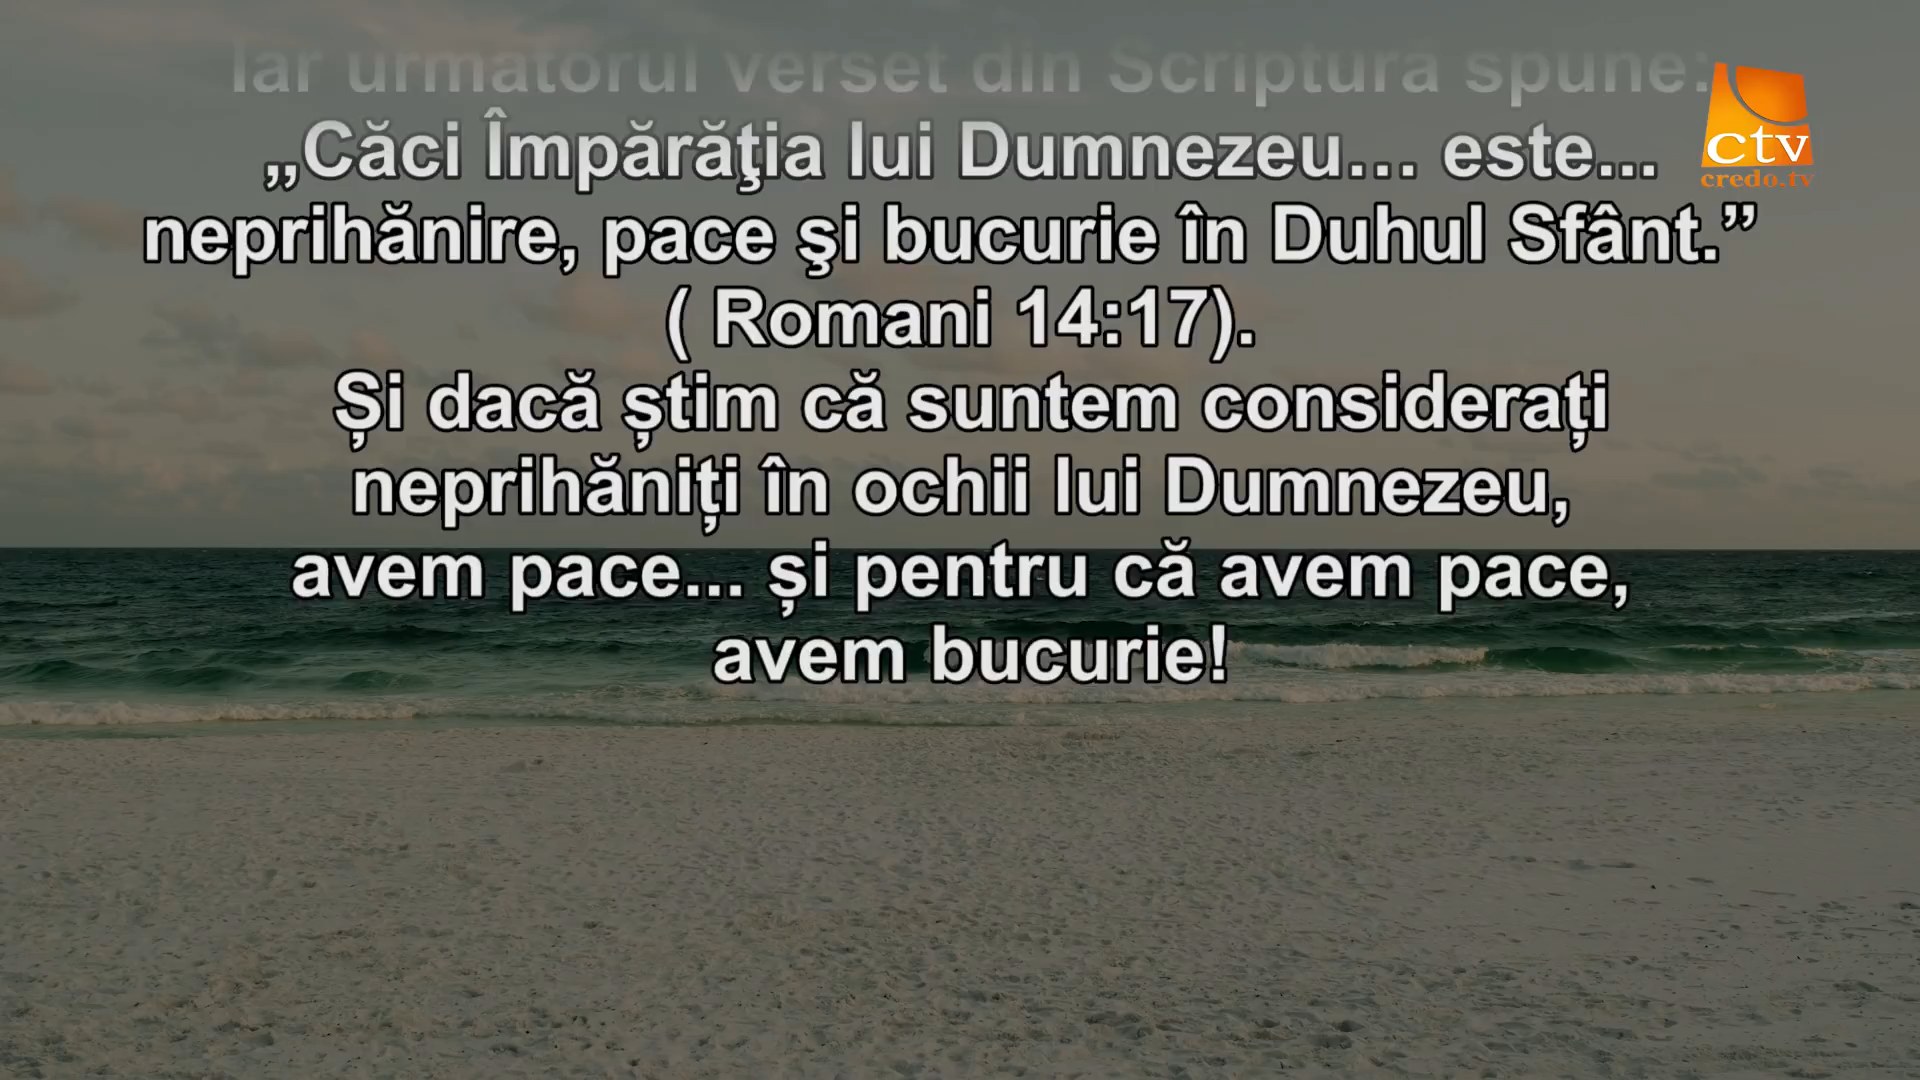 Iar următorul verset din Scriptură spune:
„Căci Împărăţia lui Dumnezeu… este...
neprihănire, pace şi bucurie în Duhul Sfânt.”
( Romani 14:17).
Și dacă știm că suntem considerați
neprihăniți în ochii lui Dumnezeu,
avem pace... și pentru că avem pace,
avem bucurie!
ctv
credo.tv